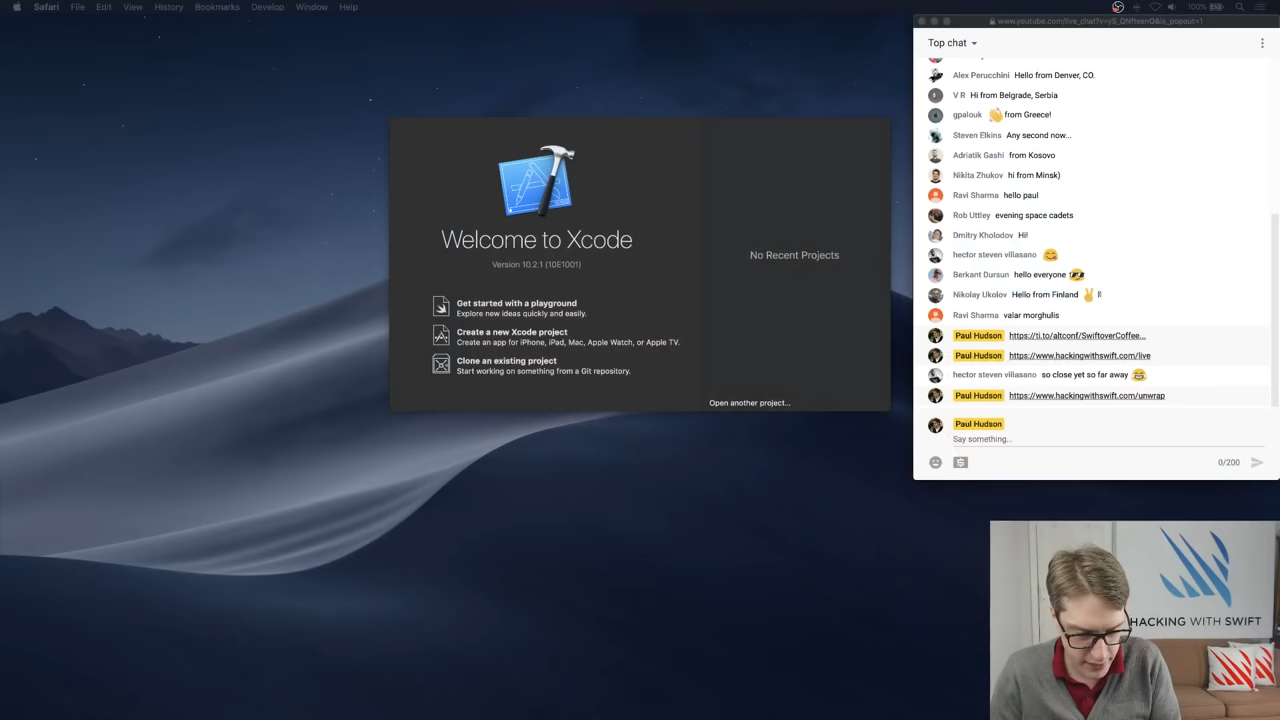 Safari File Edit View History Bookmarks Develop Window Help
100%
www.youtube.com/live_chat?v=yS_QNftsenQ&is_popout=1
Top chat
Alex Perucchini Hello from Denver, CO.
V R Hi from Belgrade, Serbia
gpalouk 👋 from Greece!
Steven Elkins Any second now...
Adriatik Gashi from Kosovo
Nikita Zhukov hi from Minsk)
Ravi Sharma hello paul
Rob Uttley evening space cadets
Dmitry Kholodov Hi!
hector steven villasano 😊
Berkant Dursun hello everyone 😎
Nikolay Ukolov Hello from Finland ✌
Ravi Sharma valar morghulis
Paul Hudson https://ti.to/altconf/SwiftoverCoffee...
Paul Hudson https://www.hackingwithswift.com/live
hector steven villasano so close yet so far away 😂
Paul Hudson https://www.hackingwithswift.com/unwrap
Paul Hudson
Say something...
0/200
Welcome to Xcode
Version 10.2.1 (10E1001)
Get started with a playground
Explore new ideas quickly and easily.
Create a new Xcode project
Create an app for iPhone, iPad, Mac, Apple Watch, or Apple TV.
Clone an existing project
Start working on something from a Git repository.
No Recent Projects
Open another project...
HACKING WITH SWIFT